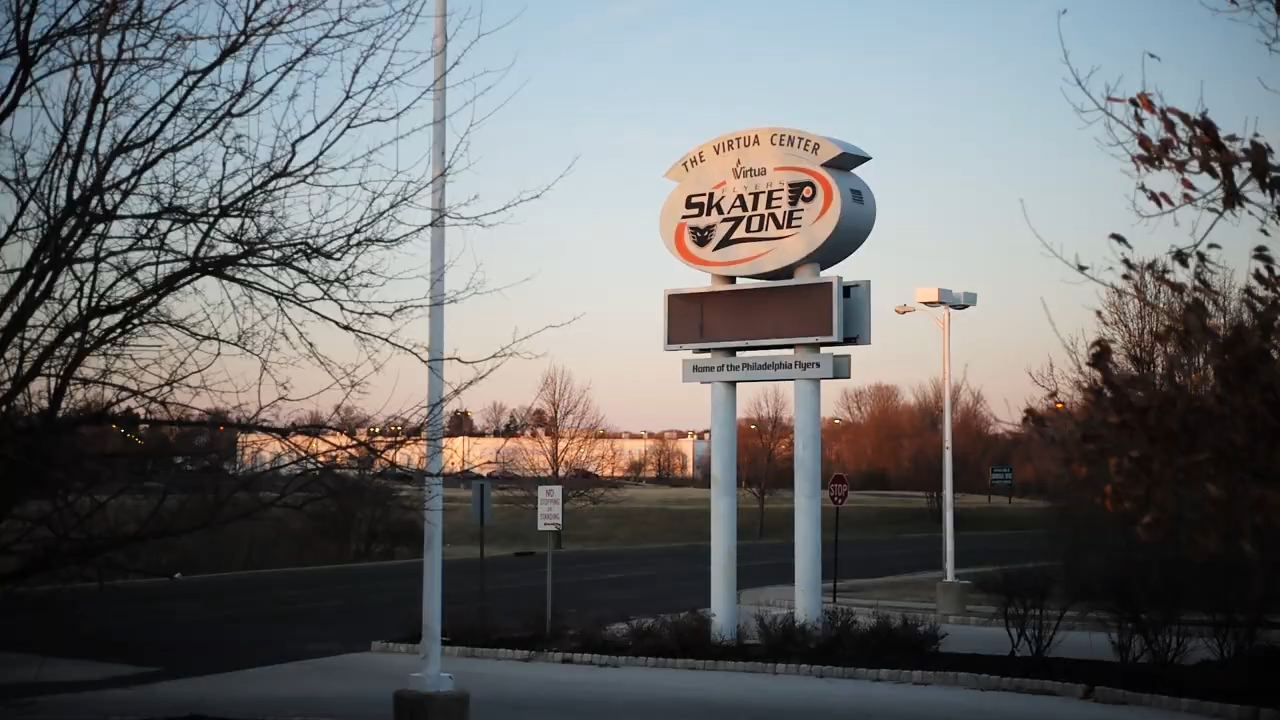 THE VIRTUA CENTER
Virtua
FLYERS
SKATE
ZONE
Home of the Philadelphia Flyers
STOP
NO
STOPPING
OR
STANDING